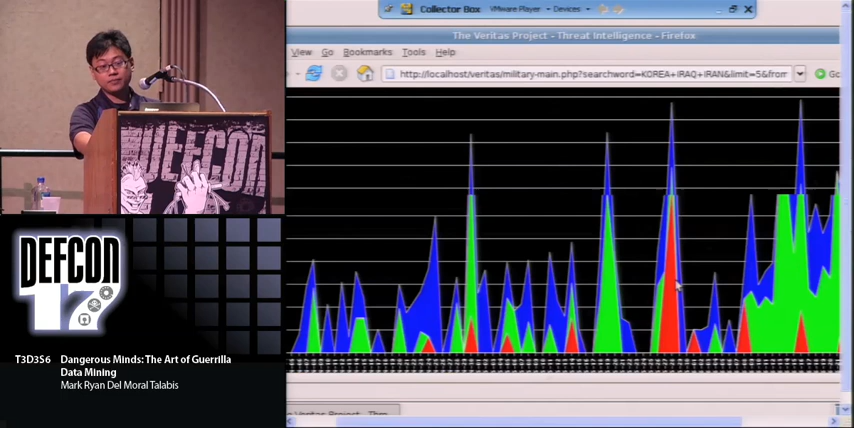 Collector Box VMware Player Devices
The Veritas Project - Threat Intelligence - Firefox
View Go Bookmarks Tools Help
http://localhost/veritas/military-main.php?searchword=KOREA+IRAQ+IRAN&limit=5&from
DEFCON
DEFCON
17
T3D3S6 Dangerous Minds: The Art of Guerrilla
Data Mining
Mark Ryan Del Moral Talabis